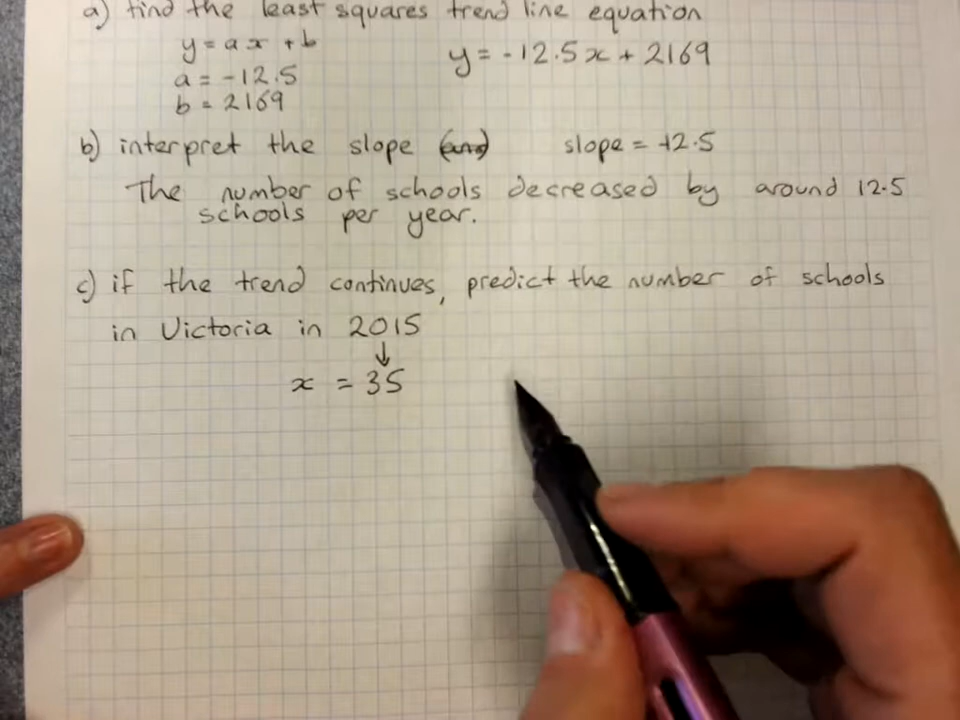 a) find the least squares trend line equation
y = ax + b
y = -12.5x + 2169
a = -12.5
b = 2169
b) interpret the slope slope = -12.5
The number of schools decreased by around 12.5
schools per year.
c) if the trend continues, predict the number of schools
in Victoria in 2015
↓
x = 35